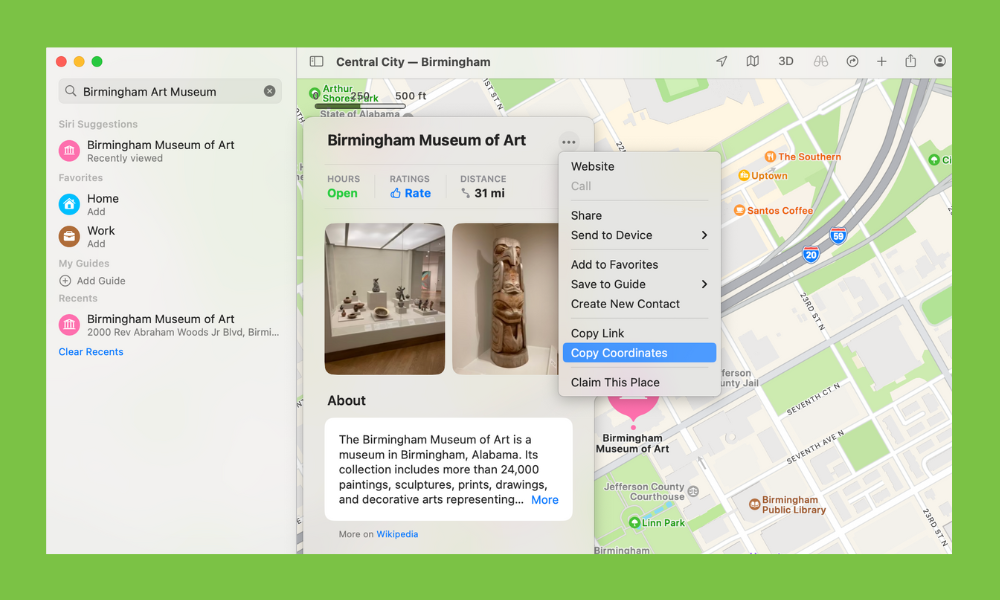 Central City — Birmingham
3D
Birmingham Art Museum
Siri Suggestions
Birmingham Museum of Art
Recently viewed
Favorites
Home
Add
Work
Add
My Guides
Add Guide
Recents
Birmingham Museum of Art
2000 Rev Abraham Woods Jr Blvd, Birmi...
Clear Recents
Arthur
Shores Park
0 250 500 ft
State of Alabama
Birmingham Museum of Art
HOURS
Open
RATINGS
Rate
DISTANCE
31 mi
About
The Birmingham Museum of Art is a
museum in Birmingham, Alabama. Its
collection includes more than 24,000
paintings, sculptures, prints, drawings,
and decorative arts representing... More
More on Wikipedia
Website
Call
Share
Send to Device
Add to Favorites
Save to Guide
Create New Contact
Copy Link
Copy Coordinates
Claim This Place
ST N
The Southern
Uptown
Santos Coffee
59
20
23RD ST N
SEVENTH CT N
SEVENTH AVE N
Birmingham
Museum of Art
Jefferson County
Courthouse
Linn Park
Birmingham
Public Library
23RD ST N
Birmingham